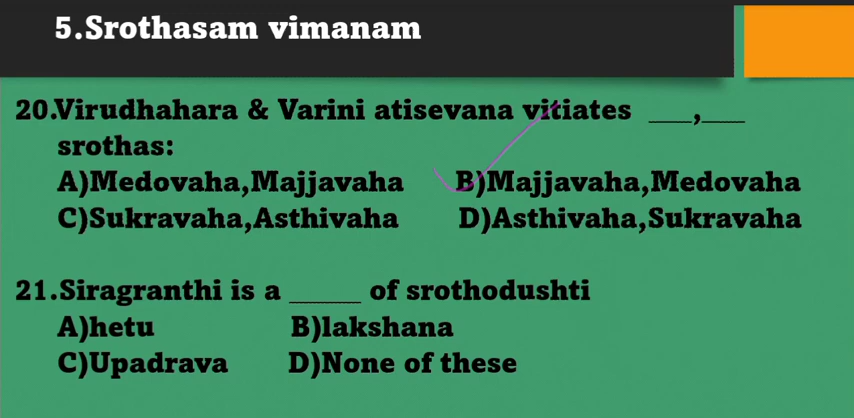 5.Srothasam vimanam
20.Virudhahara & Varini atisevana vitiates ___,___
srothas:
A)Medovaha,Majjavaha B)Majjavaha,Medovaha
C)Sukravaha,Asthivaha D)Asthivaha,Sukravaha
21.Siragranthi is a _____ of srothodushti
A)hetu B)lakshana
C)Upadrava D)None of these